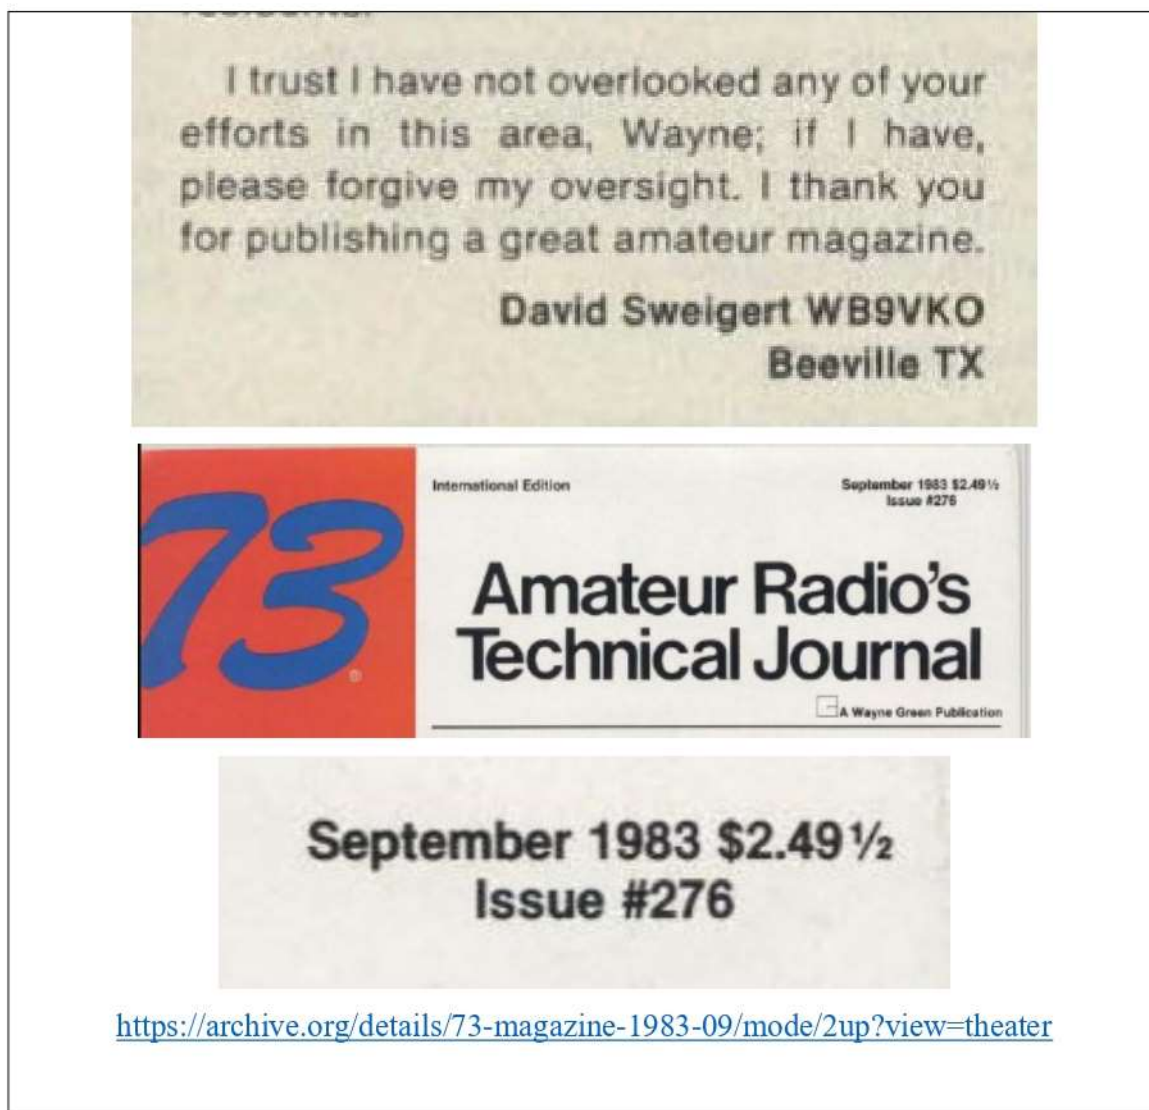 I trust I have not overlooked any of your
efforts in this area, Wayne; if I have,
please forgive my oversight. I thank you
for publishing a great amateur magazine.
David Sweigert WB9VKO
Beeville TX
73
®
International Edition
September 1983 $2.49½
Issue #276
Amateur Radio's
Technical Journal
A Wayne Green Publication
September 1983 $2.49½
Issue #276
https://archive.org/details/73-magazine-1983-09/mode/2up?view=theater